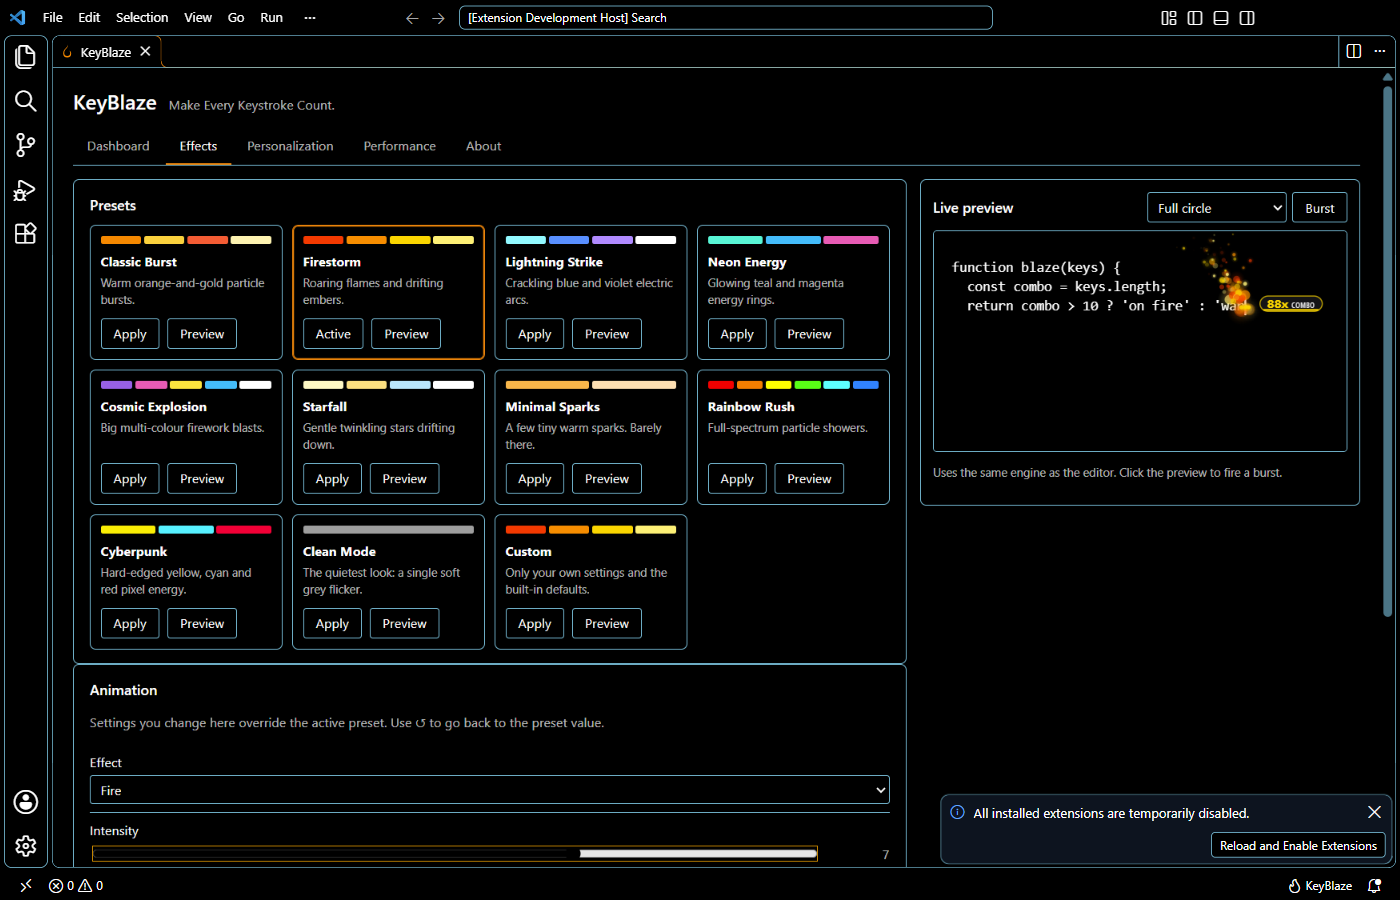 File Edit Selection View Go Run ···
[Extension Development Host] Search
KeyBlaze
KeyBlaze Make Every Keystroke Count.
Dashboard Effects Personalization Performance About
Presets
Classic Burst
Warm orange-and-gold particle
bursts.
Apply Preview
Firestorm
Roaring flames and drifting
embers.
Active Preview
Lightning Strike
Crackling blue and violet electric
arcs.
Apply Preview
Neon Energy
Glowing teal and magenta
energy rings.
Apply Preview
Cosmic Explosion
Big multi-colour firework blasts.
Apply Preview
Starfall
Gentle twinkling stars drifting
down.
Apply Preview
Minimal Sparks
A few tiny warm sparks. Barely
there.
Apply Preview
Rainbow Rush
Full-spectrum particle showers.
Apply Preview
Cyberpunk
Hard-edged yellow, cyan and
red pixel energy.
Apply Preview
Clean Mode
The quietest look: a single soft
grey flicker.
Apply Preview
Custom
Only your own settings and the
built-in defaults.
Apply Preview
Live preview Full circle Burst
function blaze(keys) {
const combo = keys.length;
return combo > 10 ? 'on fire' :
88x COMBO
Uses the same engine as the editor. Click the preview to fire a burst.
Animation
Settings you change here override the active preset. Use ↺ to go back to the preset value.
Effect
Fire
Intensity
7
All installed extensions are temporarily disabled.
Reload and Enable Extensions
0 0
KeyBlaze